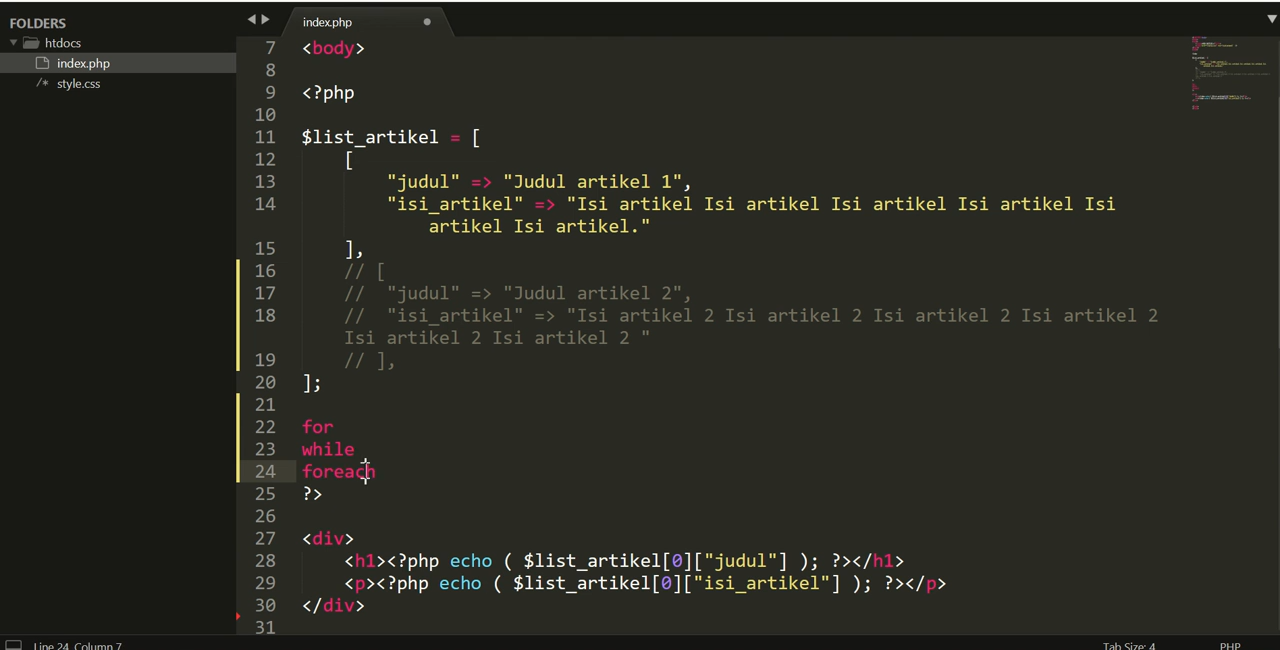 FOLDERS
htdocs
index.php
/* style.css
index.php
7 <body>
8
9 <?php
10
11 $list_artikel = [
12 [
13 "judul" => "Judul artikel 1",
14 "isi_artikel" => "Isi artikel Isi artikel Isi artikel Isi artikel Isi
artikel Isi artikel."
15 ],
16 // [
17 // "judul" => "Judul artikel 2",
18 // "isi_artikel" => "Isi artikel 2 Isi artikel 2 Isi artikel 2 Isi artikel 2
Isi artikel 2 Isi artikel 2 "
19 // ],
20 ];
21
22 for
23 while
24 foreach
25 ?>
26
27 <div>
28 <h1><?php echo ( $list_artikel[0]["judul"] ); ?></h1>
29 <p><?php echo ( $list_artikel[0]["isi_artikel"] ); ?></p>
30 </div>
31
Line 24, Column 7
Tab Size: 4
PHP